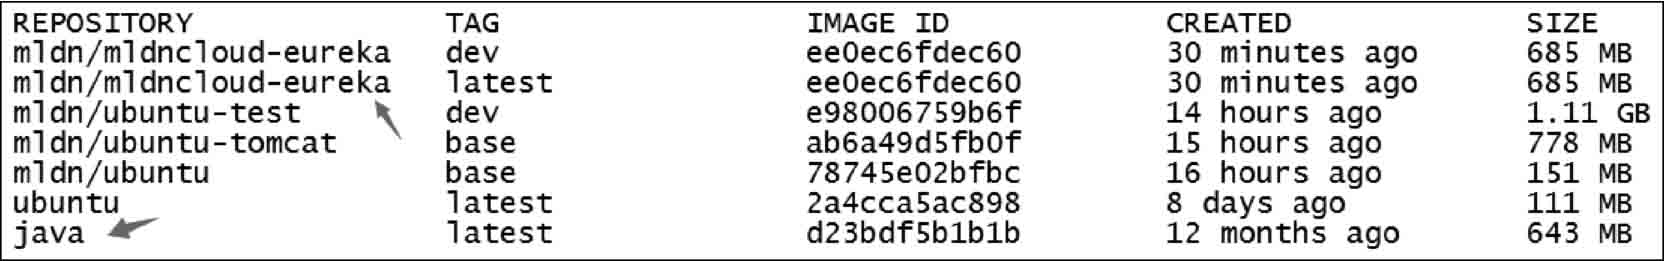 REPOSITORY TAG IMAGE ID CREATED SIZE
mldn/mldncloud-eureka dev ee0ec6fdec60 30 minutes ago 685 MB
mldn/mldncloud-eureka latest ee0ec6fdec60 30 minutes ago 685 MB
mldn/ubuntu-test dev e98006759b6f 14 hours ago 1.11 GB
mldn/ubuntu-tomcat base ab6a49d5fb0f 15 hours ago 778 MB
mldn/ubuntu base 78745e02bfbc 16 hours ago 151 MB
ubuntu latest 2a4cca5ac898 8 days ago 111 MB
java latest d23bdf5b1b1b 12 months ago 643 MB